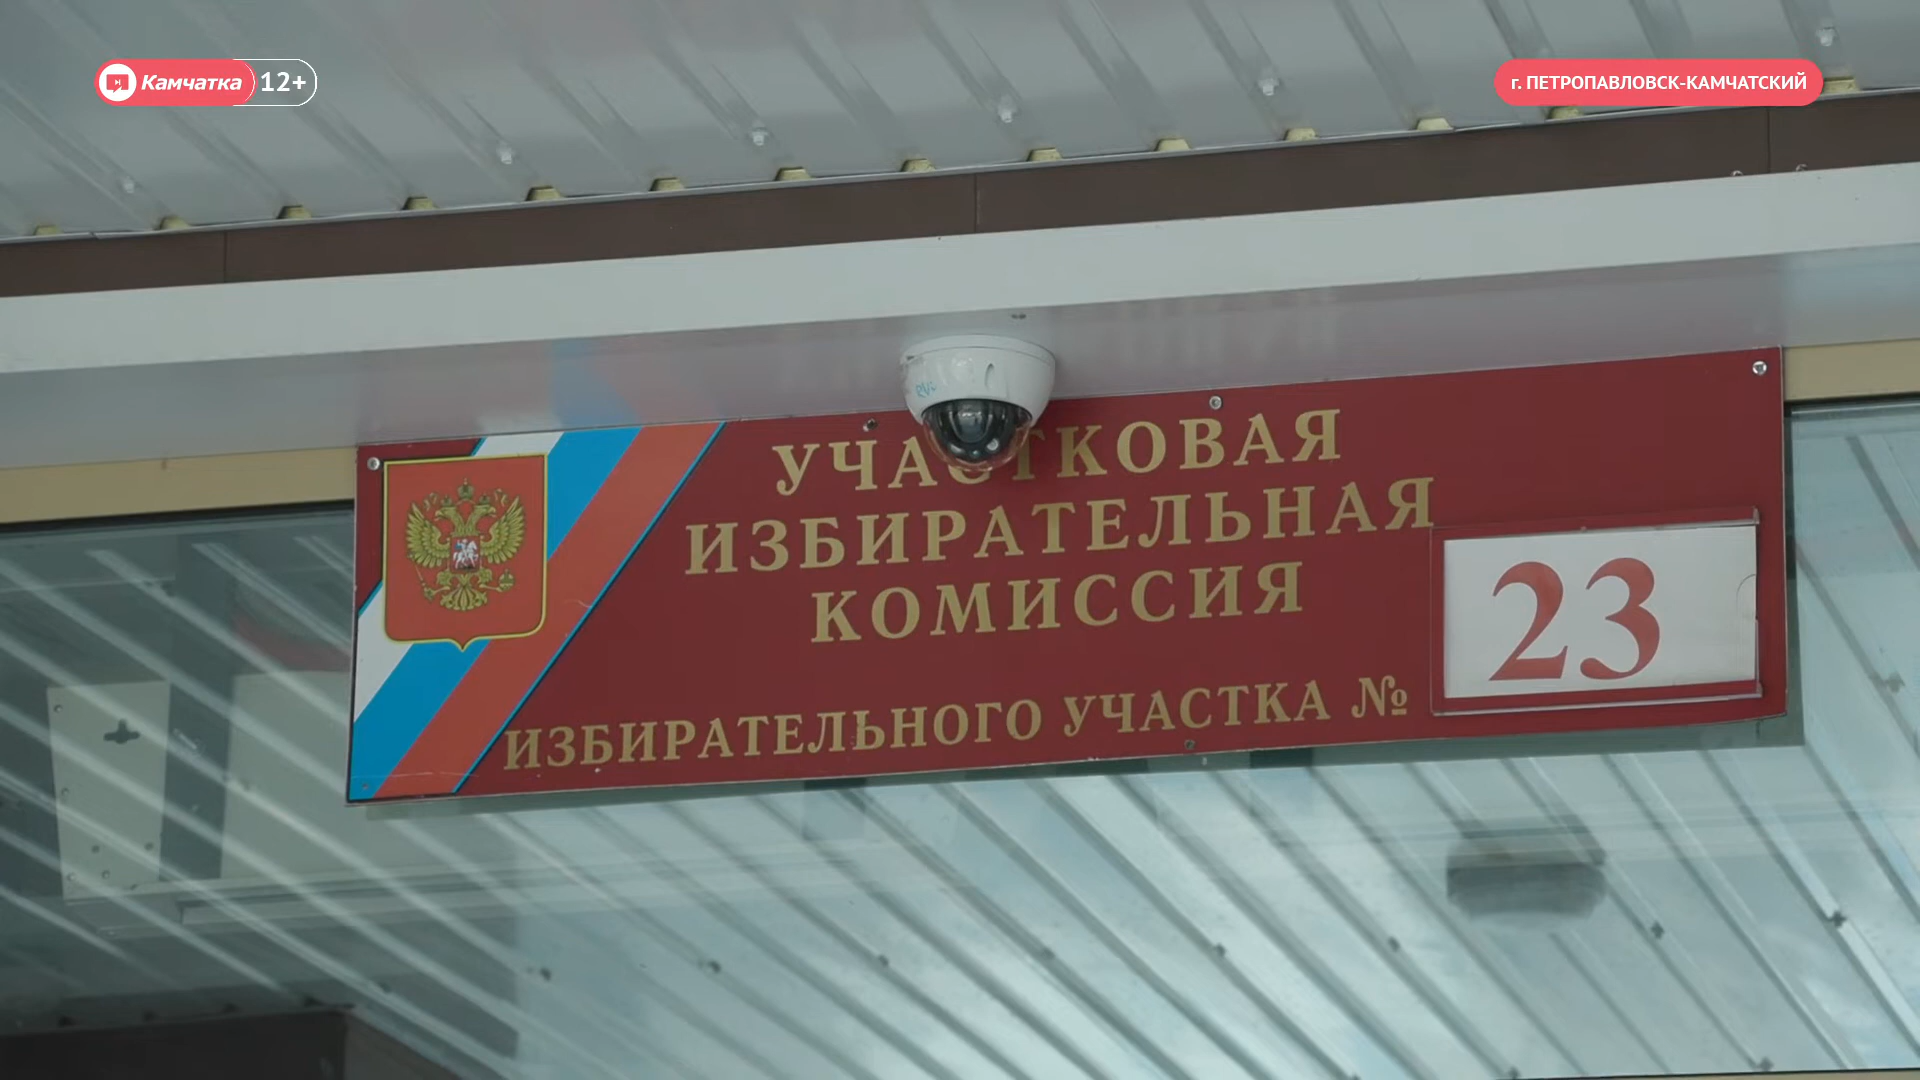 Камчатка 12+
г. ПЕТРОПАВЛОВСК-КАМЧАТСКИЙ
УЧАСТКОВАЯ
ИЗБИРАТЕЛЬНАЯ
КОМИССИЯ
ИЗБИРАТЕЛЬНОГО УЧАСТКА № 23